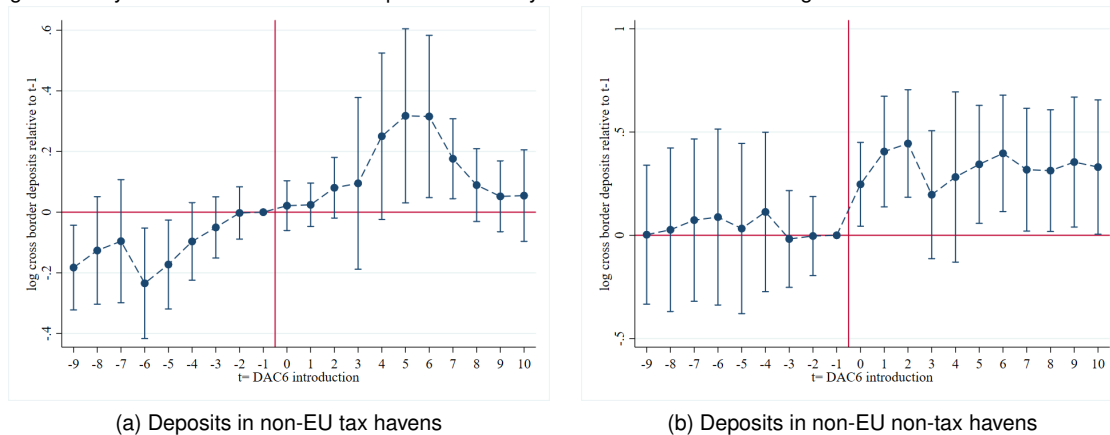 .6
.4
.2
0
-.2
-.4
log cross border deposits relative to t-1
-9 -8 -7 -6 -5 -4 -3 -2 -1 0 1 2 3 4 5 6 7 8 9 10
t= DAC6 introduction
(a) Deposits in non-EU tax havens
1
.5
0
-.5
log cross border deposits relative to t-1
-9 -8 -7 -6 -5 -4 -3 -2 -1 0 1 2 3 4 5 6 7 8 9 10
t= DAC6 introduction
(b) Deposits in non-EU non-tax havens